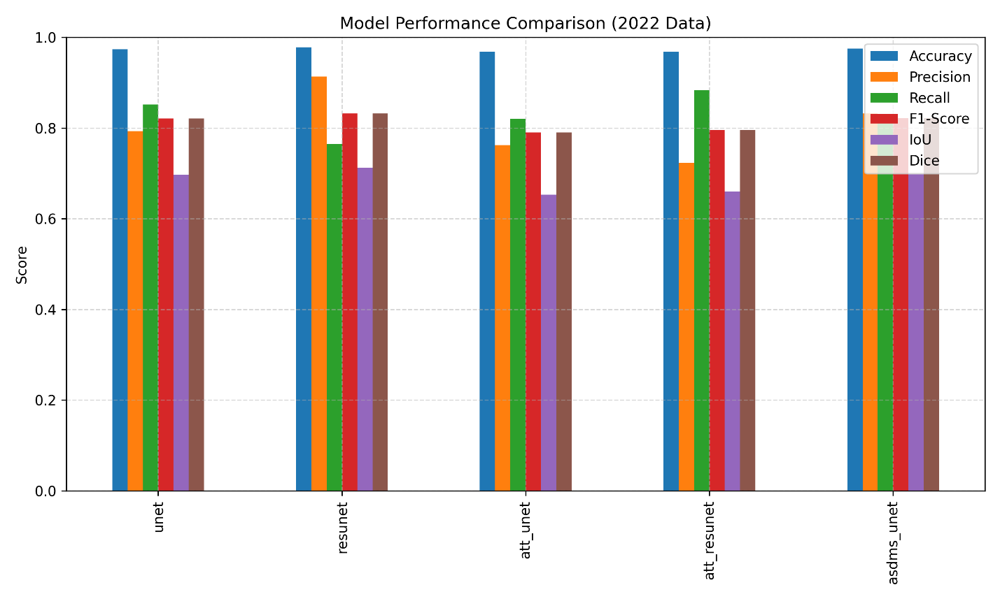 Model Performance Comparison (2022 Data)
1.0
0.8
0.6
0.4
0.2
0.0
Score
Accuracy
Precision
Recall
F1-Score
IoU
Dice
unet
resunet
att_unet
att_resunet
asdms_unet